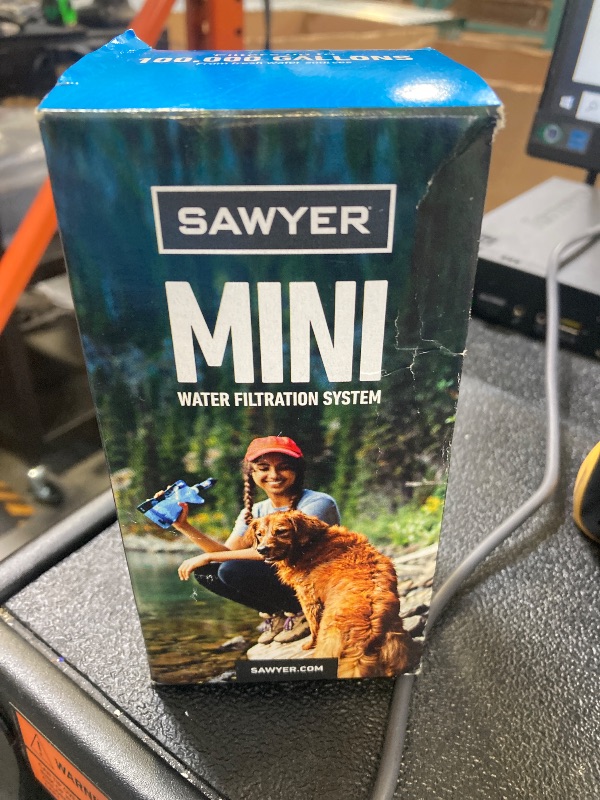 100,000 GALLONS
SAWYER
MINI
WATER FILTRATION SYSTEM
SAWYER.COM
WARNING